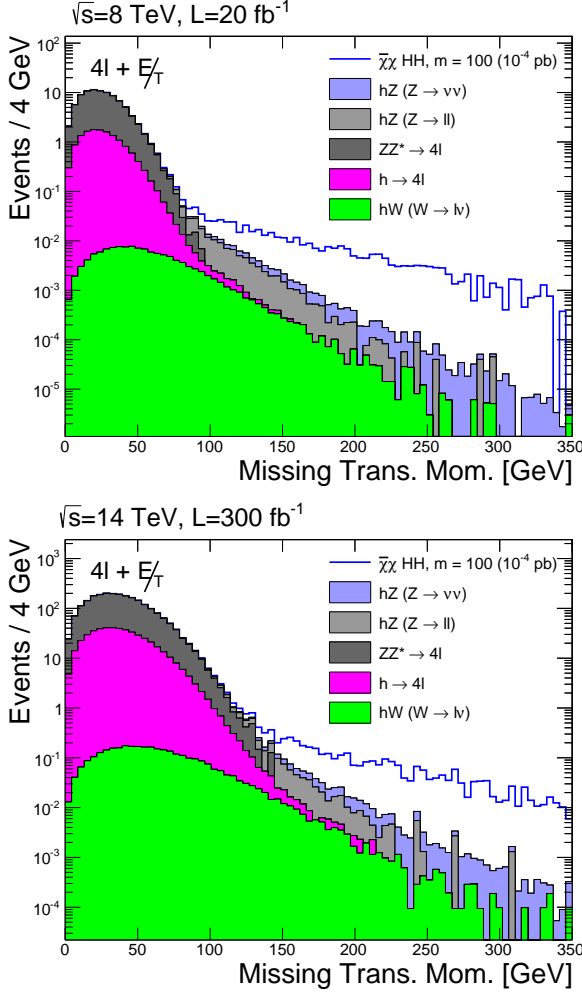 √s=8 TeV, L=20 fb⁻¹
Events / 4 GeV
10²
10
1
10⁻¹
10⁻²
10⁻³
10⁻⁴
10⁻⁵
4l + E̸T
χ̅χ HH, m = 100 (10⁻⁴ pb)
hZ (Z → νν)
hZ (Z → ll)
ZZ* → 4l
h → 4l
hW (W → lν)
0 50 100 150 200 250 300 350
Missing Trans. Mom. [GeV]
√s=14 TeV, L=300 fb⁻¹
Events / 4 GeV
10³
10²
10
1
10⁻¹
10⁻²
10⁻³
10⁻⁴
4l + E̸T
χ̅χ HH, m = 100 (10⁻⁴ pb)
hZ (Z → νν)
hZ (Z → ll)
ZZ* → 4l
h → 4l
hW (W → lν)
0 50 100 150 200 250 300 350
Missing Trans. Mom. [GeV]